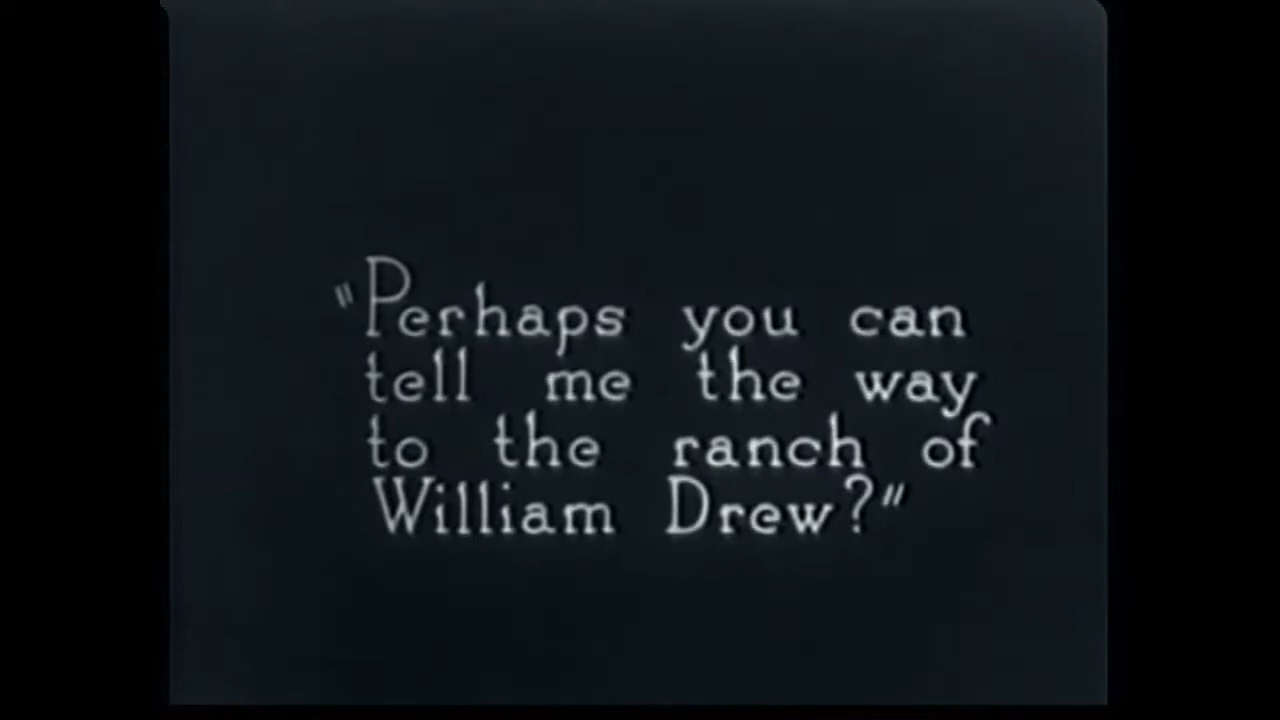 "Perhaps you can
tell me the way
to the ranch of
William Drew?"